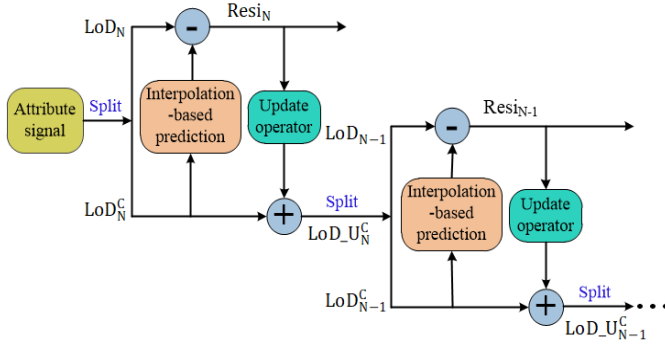 LoD_N
Resi_N
-
Attribute
signal
Split
Interpolation
-based
prediction
Update
operator
LoD_N^C
+
Split
LoD_U_N^C
LoD_{N-1}
Resi_{N-1}
-
Interpolation
-based
prediction
Update
operator
LoD_{N-1}^C
+
Split
LoD_U_{N-1}^C